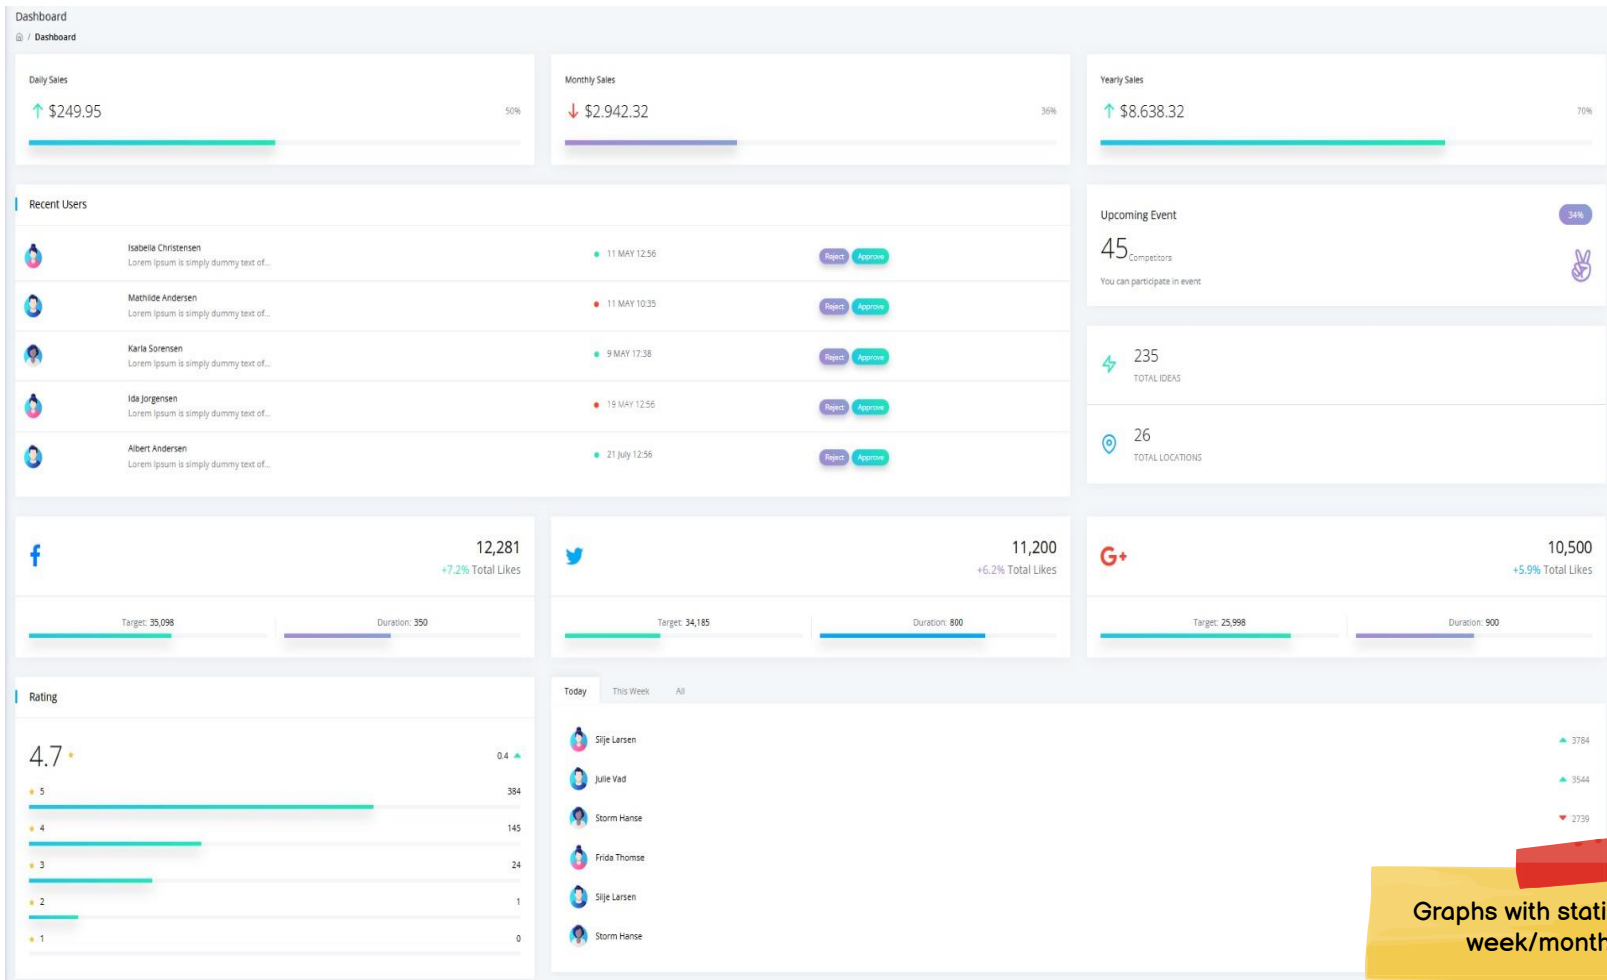 Dashboard
/ Dashboard
Daily Sales
$249.95
50%
Monthly Sales
$2.942.32
36%
Yearly Sales
$8.638.32
70%
Recent Users
Isabella Christensen
Lorem Ipsum is simply dummy text of...
11 MAY 12:56
Reject Approve
Mathilde Andersen
Lorem Ipsum is simply dummy text of...
11 MAY 10:35
Reject Approve
Karla Sorensen
Lorem Ipsum is simply dummy text of...
9 MAY 17:38
Reject Approve
Ida Jorgensen
Lorem Ipsum is simply dummy text of...
19 MAY 12:56
Reject Approve
Albert Andersen
Lorem Ipsum is simply dummy text of...
21 July 12:56
Reject Approve
Upcoming Event
34%
45 Competitors
You can participate in event
235
TOTAL IDEAS
26
TOTAL LOCATIONS
12,281
+7.2% Total Likes
Target: 35,098
Duration: 350
11,200
+6.2% Total Likes
Target: 34,185
Duration: 800
G+
10,500
+5.9% Total Likes
Target: 25,998
Duration: 900
Rating
4.7
0.4
5
384
4
145
3
24
2
1
1
0
Today This Week All
Silje Larsen
3784
Julie Vad
3544
Storm Hanse
2739
Frida Thomse
Silje Larsen
Storm Hanse
Graphs with stati
week/month